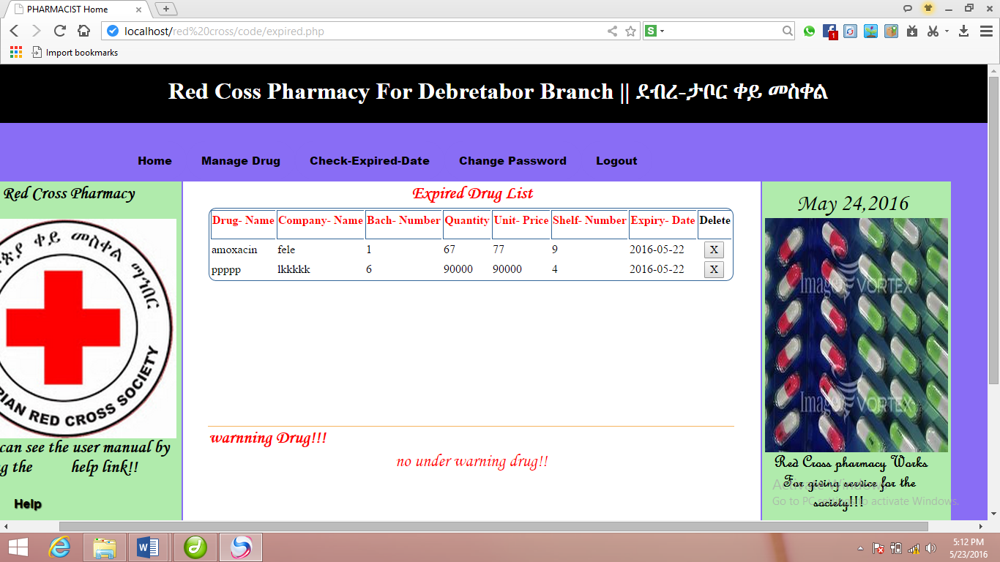 PHARMACIST Home
localhost/red%20cross/code/expired.php
S
1
Import bookmarks
Red Coss Pharmacy For Debretabor Branch || ደብረ-ታቦር ቀይ መስቀል
Home Manage Drug Check-Expired-Date Change Password Logout
Red Cross Pharmacy
ቀይ መስቀል ማኅበር
PIAN RED CROSS SOCIETY
can see the user manual by
g the help link!!
Help
Expired Drug List
Drug- Name Company- Name Bach- Number Quantity Unit- Price Shelf- Number Expiry- Date Delete
amoxacin fele 1 67 77 9 2016-05-22 X
ppppp lkkkkk 6 90000 90000 4 2016-05-22 X
warnning Drug!!!
no under warning drug!!
May 24,2016
Image VORTEX
Image VORTEX
Red Cross pharmacy Works
For giving service for the
society!!!
Activate Windows
Go to PC settings to activate Windows.
5:12 PM
5/23/2016